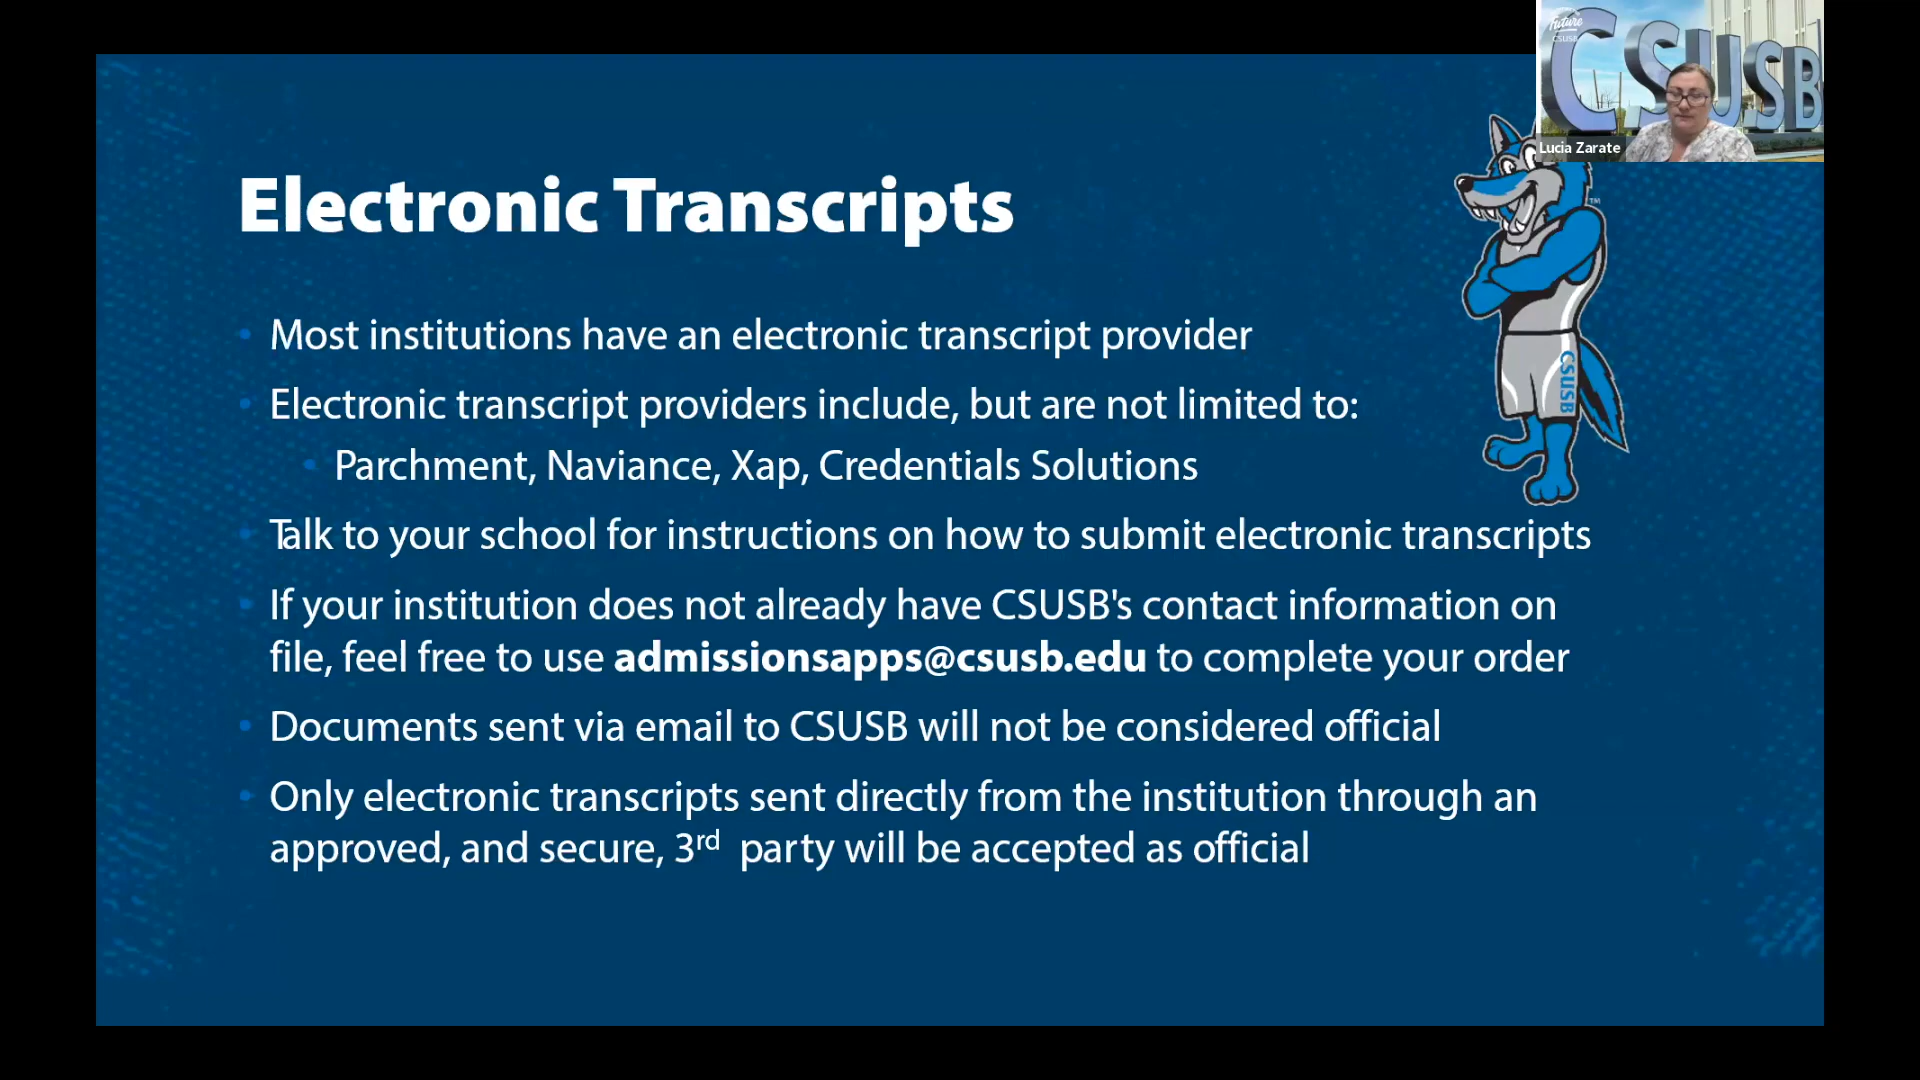 Future
CSUSB
CSUSB
Lucia Zarate
Electronic Transcripts
• Most institutions have an electronic transcript provider
• Electronic transcript providers include, but are not limited to:
• Parchment, Naviance, Xap, Credentials Solutions
• Talk to your school for instructions on how to submit electronic transcripts
• If your institution does not already have CSUSB's contact information on
file, feel free to use admissionsapps@csusb.edu to complete your order
• Documents sent via email to CSUSB will not be considered official
• Only electronic transcripts sent directly from the institution through an
approved, and secure, 3rd party will be accepted as official
TM
CSUSB